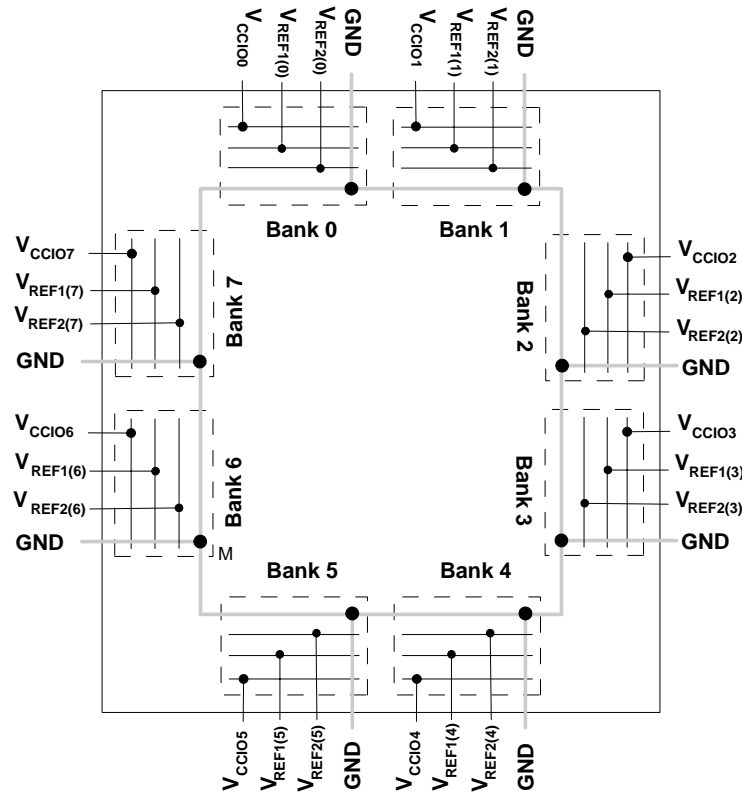 VCCIO0
VREF1(0)
VREF2(0)
GND
VCCIO1
VREF1(1)
VREF2(1)
GND
Bank 0
Bank 1
VCCIO7
VREF1(7)
VREF2(7)
GND
Bank 7
VCCIO2
VREF1(2)
VREF2(2)
GND
Bank 2
VCCIO6
VREF1(6)
VREF2(6)
GND
Bank 6
M
VCCIO3
VREF1(3)
VREF2(3)
GND
Bank 3
Bank 5
Bank 4
VCCIO5
VREF1(5)
VREF2(5)
GND
VCCIO4
VREF1(4)
VREF2(4)
GND